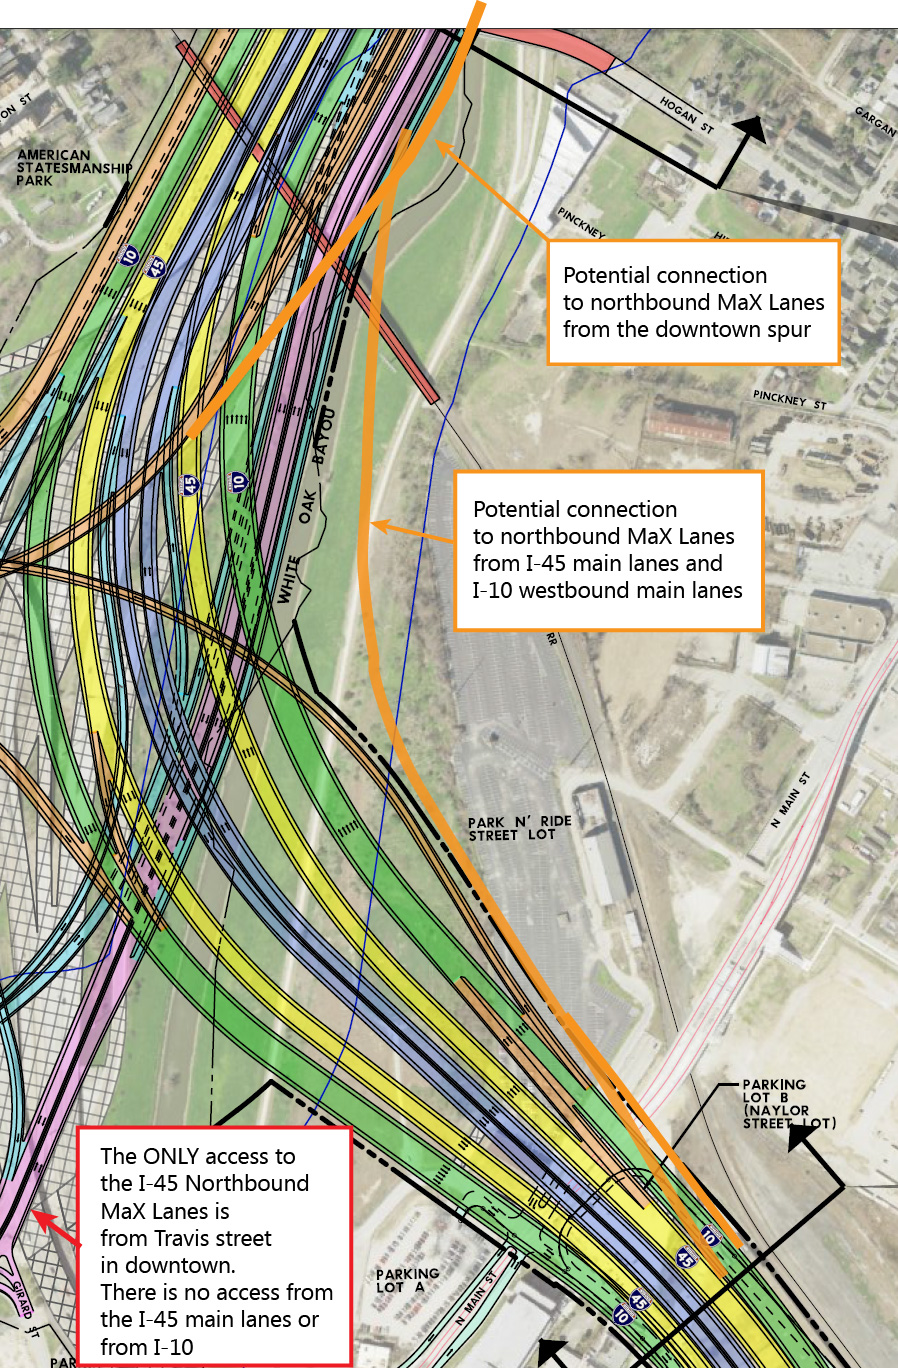 ON ST
AMERICAN
STATESMANSHIP
PARK
HOGAN ST
GARGAN
PINCKNEY
10
45
Potential connection
to northbound MaX Lanes
from the downtown spur
PINCKNEY ST
WHITE OAK BAYOU
45
10
Potential connection
to northbound MaX Lanes
from I-45 main lanes and
I-10 westbound main lanes
RR
N MAIN ST
PARK N' RIDE
STREET LOT
PARKING
LOT B
(NAYLOR
STREET LOT)
The ONLY access to
the I-45 Northbound
MaX Lanes is
from Travis street
in downtown.
There is no access from
the I-45 main lanes or
from I-10
10
45
PARKING
LOT A
N MAIN ST
45
10
GIRARD ST